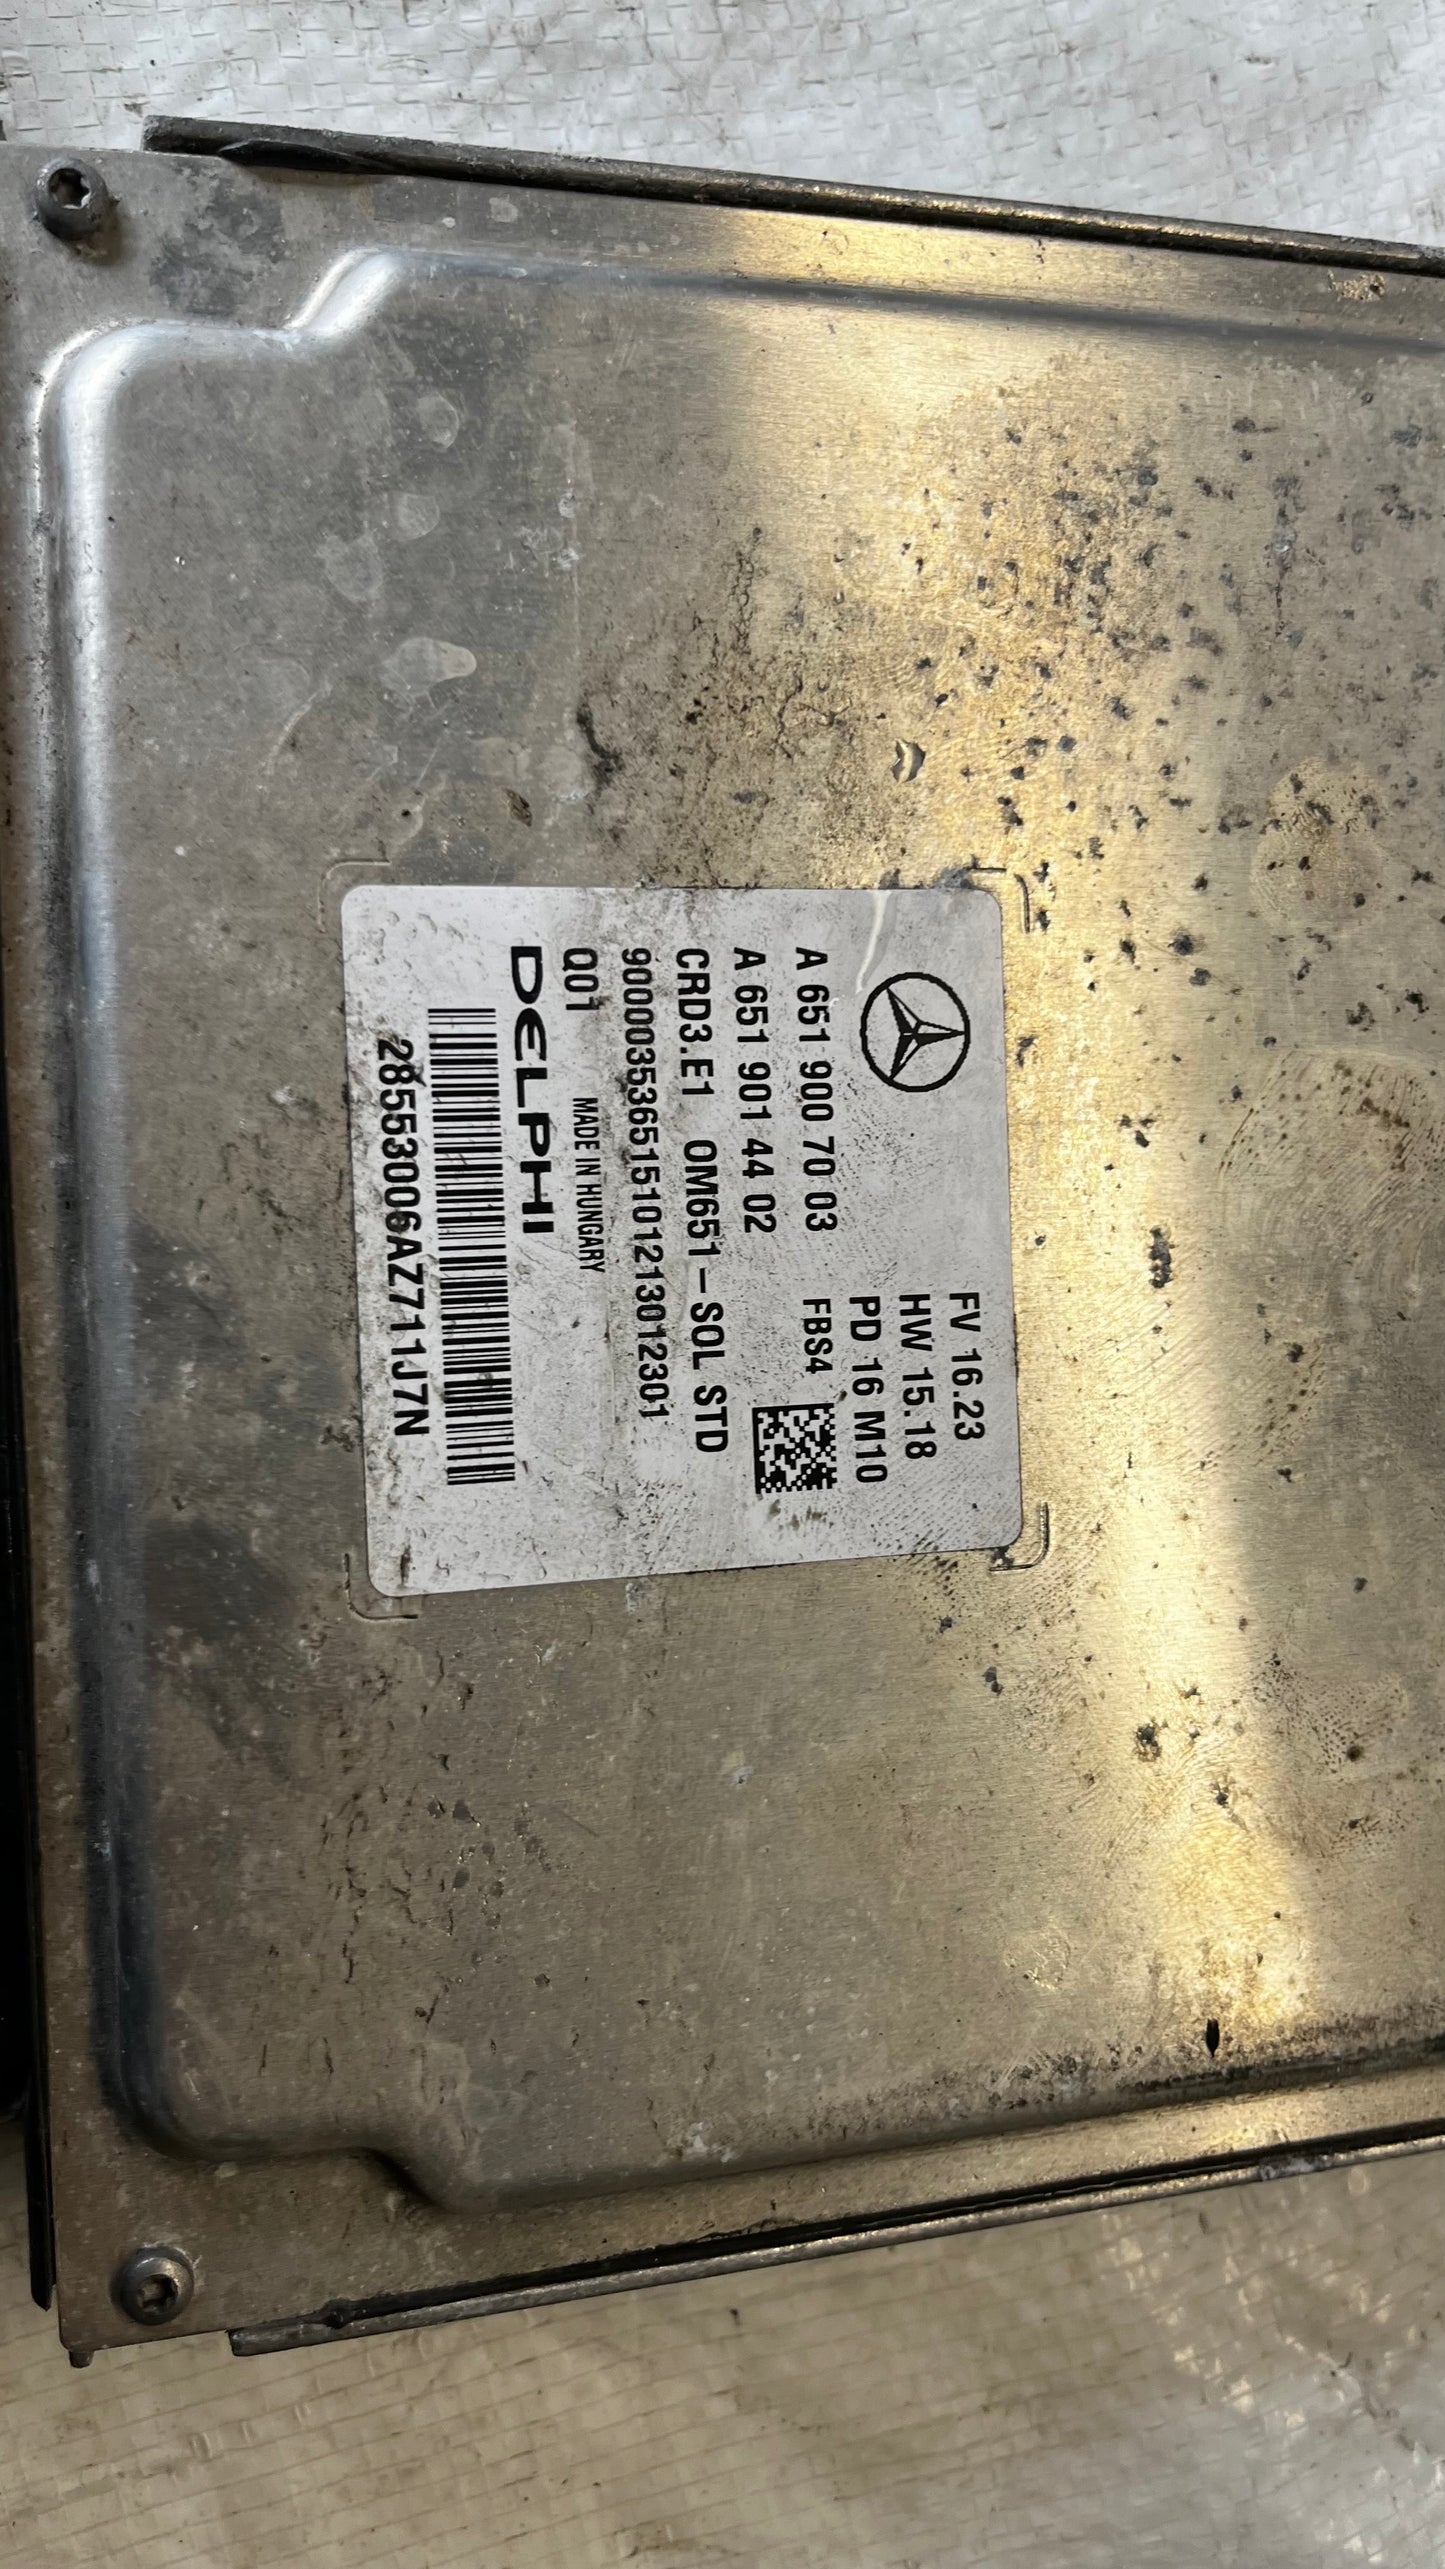 FV 16.23
HW 15.18
PD 16 M10
A 651 900 70 03 FBS4
A 651 901 44 02
CRD3.E1 OM651–SOL STD
900003536515101213012301
Q01 MADE IN HUNGARY
DELPHI
28553006AZ711J7N